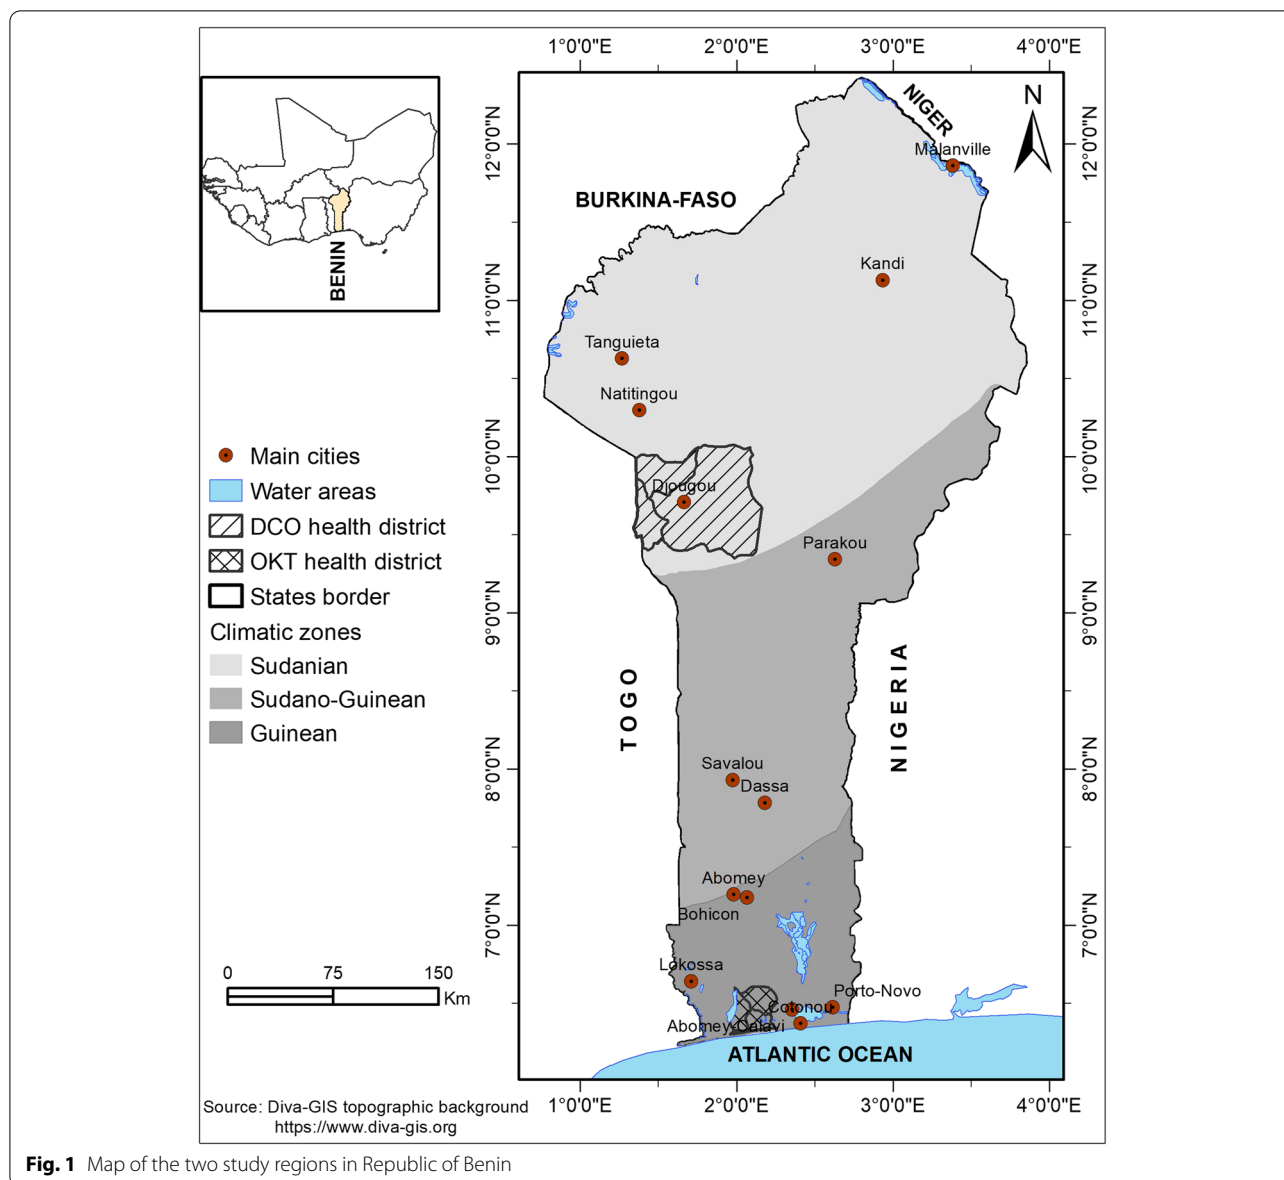 1°0'0"E 2°0'0"E 3°0'0"E 4°0'0"E
N
NIGER
Malanville
12°0'0"N 12°0'0"N
BURKINA-FASO
BENIN
Kandi
11°0'0"N 11°0'0"N
Tanguieta
Natitingou
10°0'0"N 10°0'0"N
Djougou
Parakou
9°0'0"N 9°0'0"N
Main cities
Water areas
DCO health district
OKT health district
States border
Climatic zones
Sudanian
Sudano-Guinean
Guinean
TOGO
NIGERIA
8°0'0"N 8°0'0"N
Savalou
Dassa
Abomey
Bohicon
7°0'0"N 7°0'0"N
Lokossa
Porto-Novo
Cotonou
Abomey-Calavi
ATLANTIC OCEAN
0 75 150
Km
1°0'0"E 2°0'0"E 3°0'0"E 4°0'0"E
Source: Diva-GIS topographic background
https://www.diva-gis.org
Fig. 1 Map of the two study regions in Republic of Benin